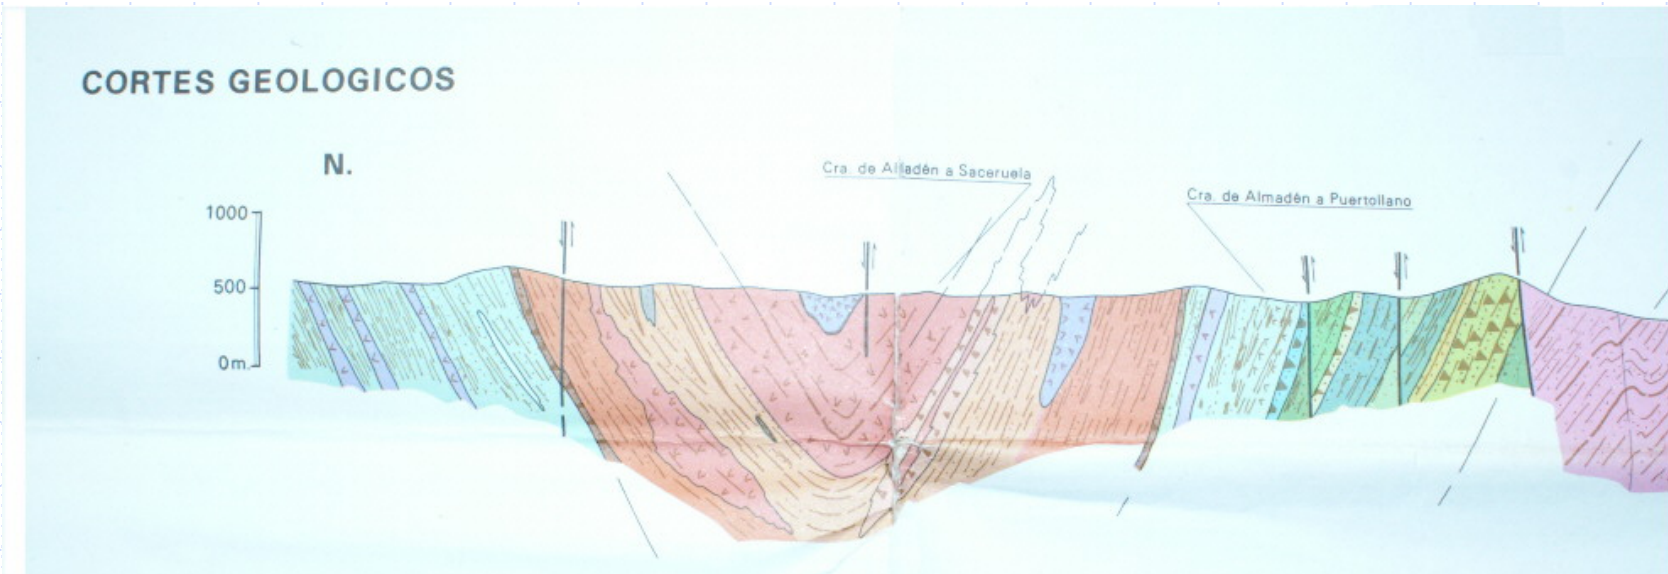 CORTES GEOLOGICOS
N.
Cra. de Almadén a Saceruela
Cra. de Almadén a Puertollano
1000
500
0m.